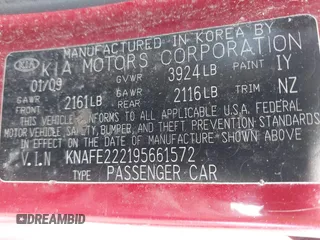 MANUFACTURED IN KOREA
KIA KIA MOTORS CORPORATION
01/09 GVWR 3924LB PAINT IY
GAWR FRONT 2161LB GAWR REAR 2116LB TRIM NZ
THIS VEHICLE CONFORMS TO ALL APPLICABLE U.S.A. FEDERAL
MOTOR VEHICLE SAFETY, BUMPER, AND THEFT PREVENTION STANDARDS
IN EFFECT ON THE DATE OF MANUFACTURE SHOWN ABOVE.
V.I.N KNAFE222195661572
TYPE PASSENGER CAR
DREAMBID